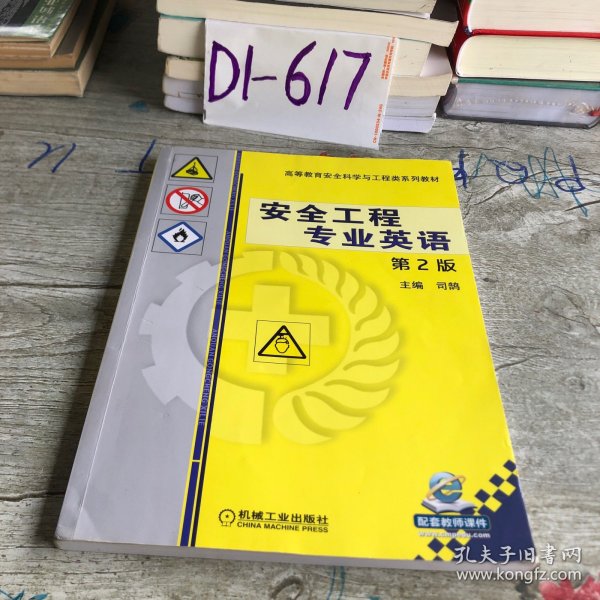 D1-617
高等教育安全科学与工程类系列教材
安全工程
专业英语
第2版
主编 司鹄
机械工业出版社
CHINA MACHINE PRESS
配套教师课件
孔夫子旧书网
www.kongfz.com